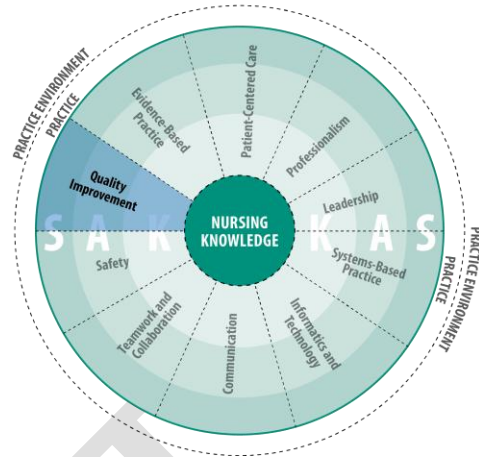 PRACTICE ENVIRONMENT
PRACTICE
Evidence-Based
Practice
Patient-Centered Care
Professionalism
Quality
Improvement
Leadership
S A K
NURSING
KNOWLEDGE
K A S
Safety
Systems-Based
Practice
Teamwork and
Collaboration
Communication
Informatics and
Technology
PRACTICE
PRACTICE ENVIRONMENT